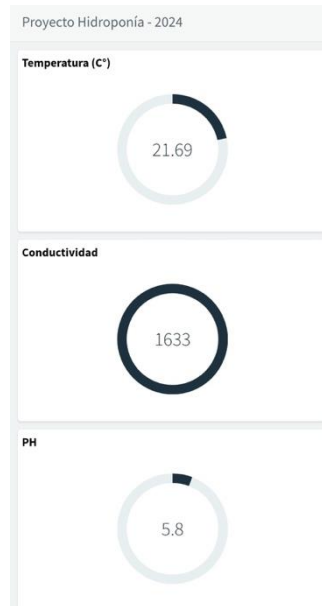 Proyecto Hidroponía - 2024
Temperatura (C°)
21.69
Conductividad
1633
PH
5.8